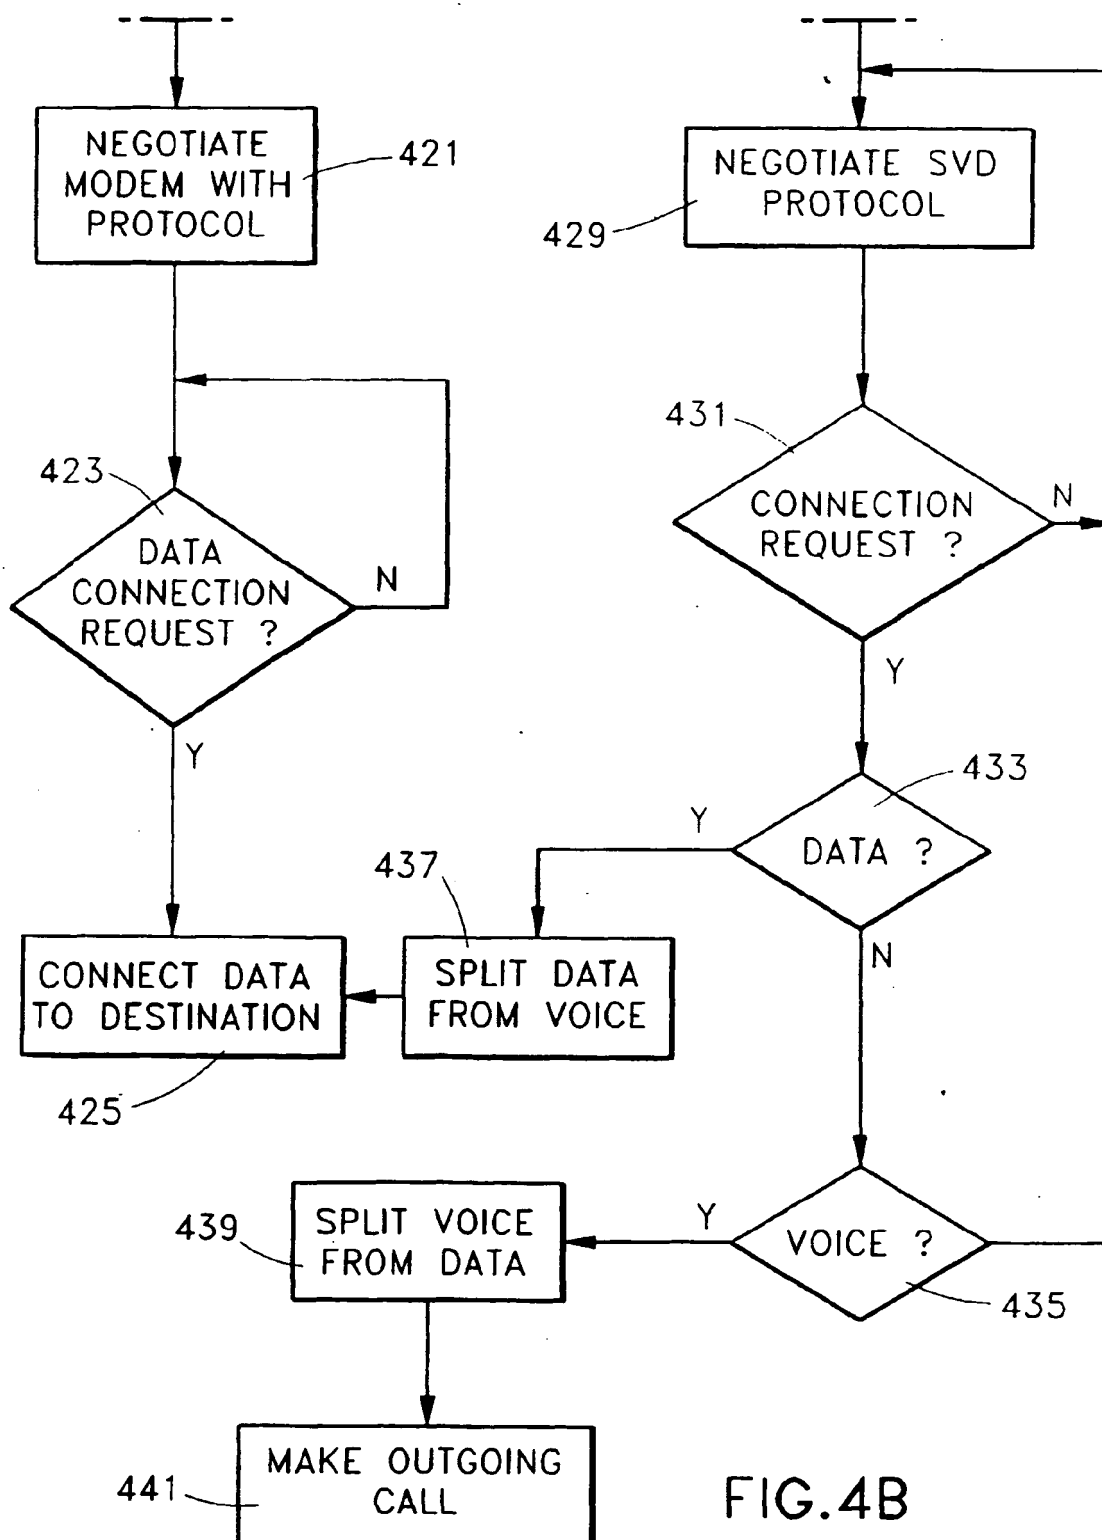 NEGOTIATE
MODEM WITH
PROTOCOL
421
NEGOTIATE SVD
PROTOCOL
429
423
DATA
CONNECTION
REQUEST ?
N
Y
431
CONNECTION
REQUEST ?
N
Y
433
DATA ?
Y
N
437
SPLIT DATA
FROM VOICE
CONNECT DATA
TO DESTINATION
425
439
SPLIT VOICE
FROM DATA
Y
VOICE ?
435
441
MAKE OUTGOING
CALL
FIG.4B